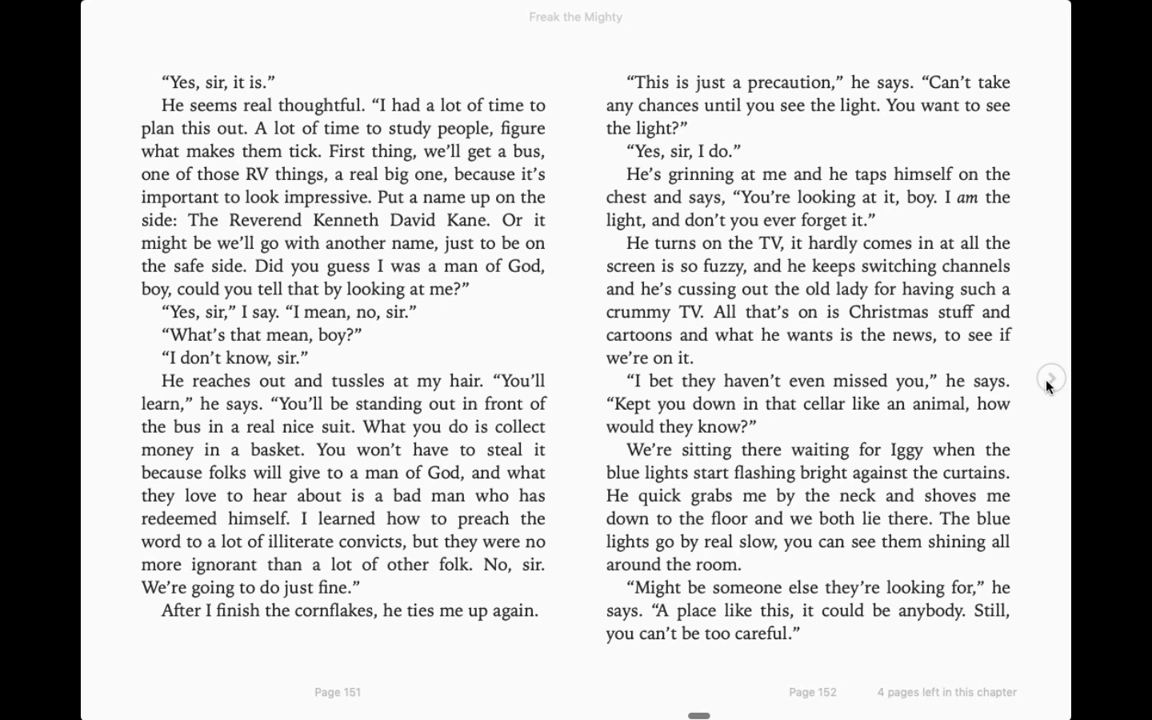 Freak the Mighty
“Yes, sir, it is.”
He seems real thoughtful. “I had a lot of time to
plan this out. A lot of time to study people, figure
what makes them tick. First thing, we’ll get a bus,
one of those RV things, a real big one, because it’s
important to look impressive. Put a name up on the
side: The Reverend Kenneth David Kane. Or it
might be we’ll go with another name, just to be on
the safe side. Did you guess I was a man of God,
boy, could you tell that by looking at me?”
“Yes, sir,” I say. “I mean, no, sir.”
“What’s that mean, boy?”
“I don’t know, sir.”
He reaches out and tussles at my hair. “You’ll
learn,” he says. “You’ll be standing out in front of
the bus in a real nice suit. What you do is collect
money in a basket. You won’t have to steal it
because folks will give to a man of God, and what
they love to hear about is a bad man who has
redeemed himself. I learned how to preach the
word to a lot of illiterate convicts, but they were no
more ignorant than a lot of other folk. No, sir.
We’re going to do just fine.”
After I finish the cornflakes, he ties me up again.
“This is just a precaution,” he says. “Can’t take
any chances until you see the light. You want to see
the light?”
“Yes, sir, I do.”
He’s grinning at me and he taps himself on the
chest and says, “You’re looking at it, boy. I am the
light, and don’t you ever forget it.”
He turns on the TV, it hardly comes in at all the
screen is so fuzzy, and he keeps switching channels
and he’s cussing out the old lady for having such a
crummy TV. All that’s on is Christmas stuff and
cartoons and what he wants is the news, to see if
we’re on it.
“I bet they haven’t even missed you,” he says.
“Kept you down in that cellar like an animal, how
would they know?”
We’re sitting there waiting for Iggy when the
blue lights start flashing bright against the curtains.
He quick grabs me by the neck and shoves me
down to the floor and we both lie there. The blue
lights go by real slow, you can see them shining all
around the room.
“Might be someone else they’re looking for,” he
says. “A place like this, it could be anybody. Still,
you can’t be too careful.”
Page 151
Page 152
4 pages left in this chapter